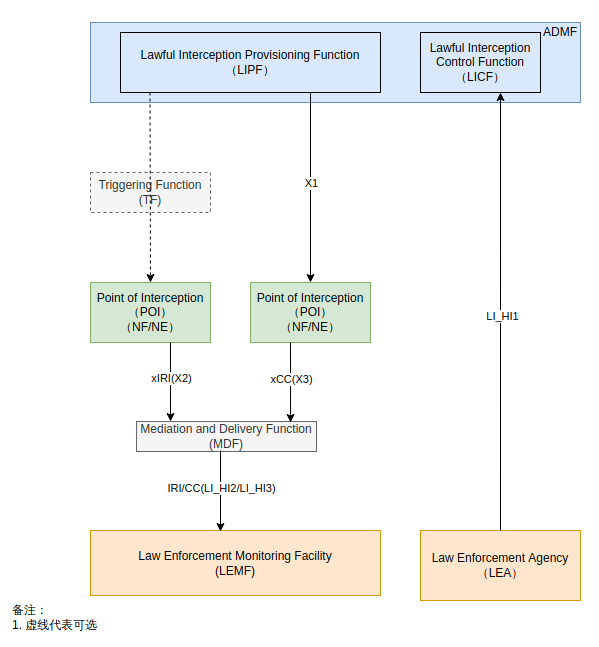 ADMF
Lawful Interception Provisioning Function
（LIPF）
Lawful Interception
Control Function
（LICF）
Triggering Function
(TF)
X1
Point of Interception
（POI）
（NF/NE）
Point of Interception
（POI）
（NF/NE）
LI_HI1
xIRI(X2)
xCC(X3)
Mediation and Delivery Function
(MDF)
IRI/CC(LI_HI2/LI_HI3)
Law Enforcement Monitoring Facility
(LEMF)
Law Enforcement Agency
（LEA）
备注：
1. 虚线代表可选